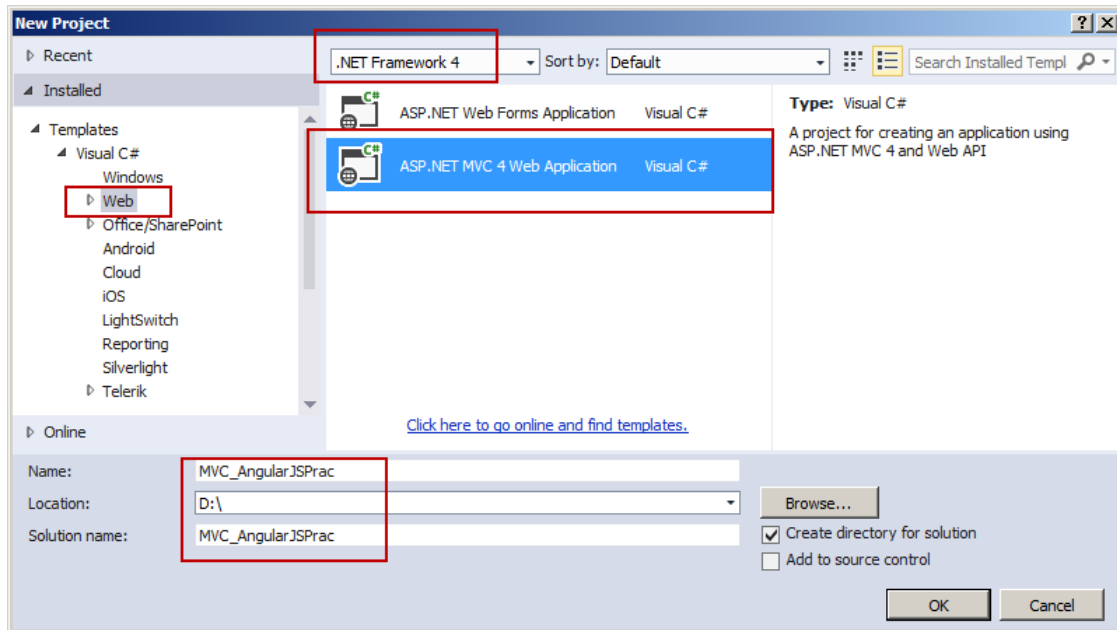 New Project
Recent
.NET Framework 4
Sort by: Default
Search Installed Templ
Installed
Templates
Visual C#
Windows
Web
Office/SharePoint
Android
Cloud
iOS
LightSwitch
Reporting
Silverlight
Telerik
Online
C#
ASP.NET Web Forms Application Visual C#
C#
ASP.NET MVC 4 Web Application Visual C#
Click here to go online and find templates.
Type: Visual C#
A project for creating an application using
ASP.NET MVC 4 and Web API
Name: MVC_AngularJSPrac
Location: D:\
Browse...
Solution name: MVC_AngularJSPrac
Create directory for solution
Add to source control
OK Cancel